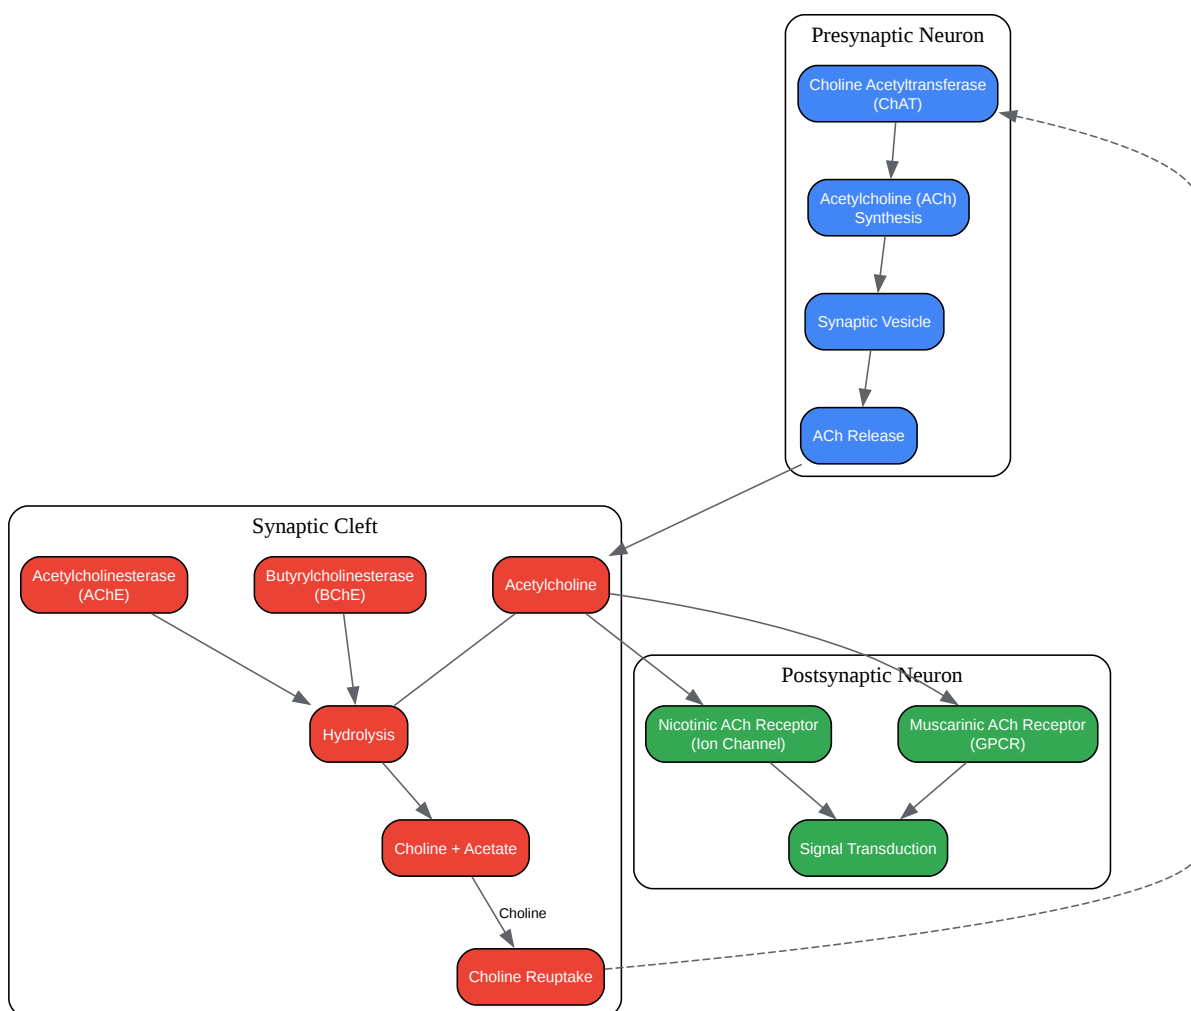 Presynaptic Neuron
Choline Acetyltransferase
(ChAT)
Acetylcholine (ACh)
Synthesis
Synaptic Vesicle
ACh Release
Synaptic Cleft
Acetylcholinesterase
(AChE)
Butyrylcholinesterase
(BChE)
Acetylcholine
Hydrolysis
Choline + Acetate
Choline
Choline Reuptake
Postsynaptic Neuron
Nicotinic ACh Receptor
(Ion Channel)
Muscarinic ACh Receptor
(GPCR)
Signal Transduction